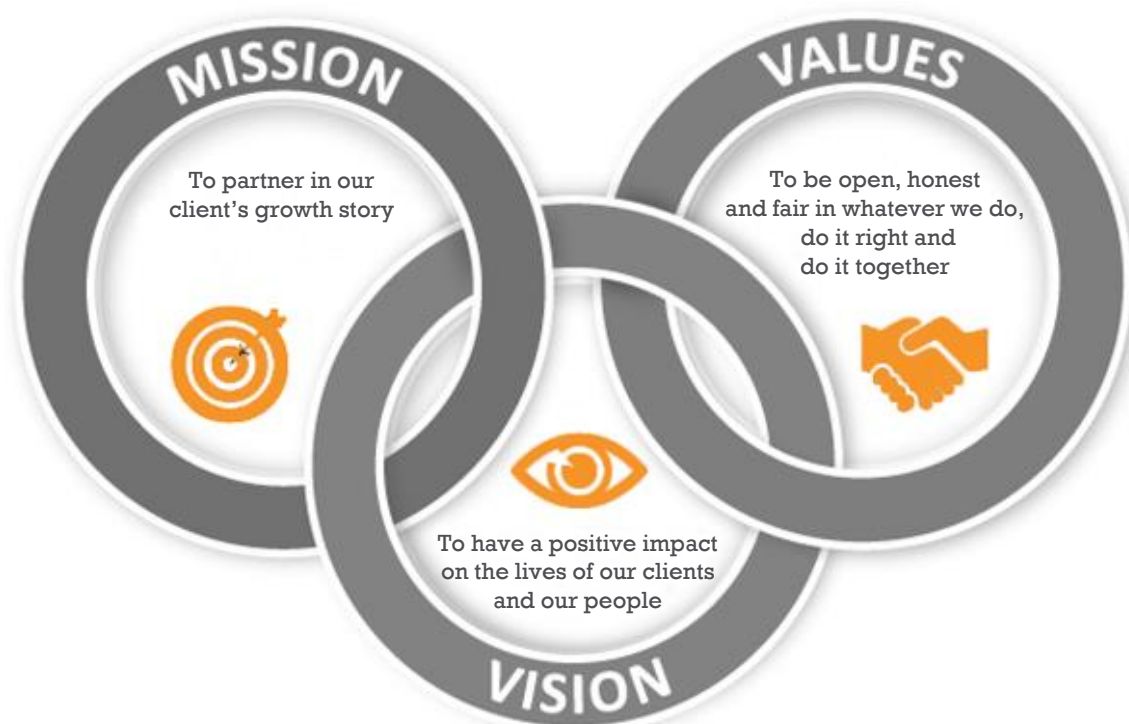 MISSION
To partner in our
client's growth story
VALUES
To be open, honest
and fair in whatever we do,
do it right and
do it together
To have a positive impact
on the lives of our clients
and our people
VISION